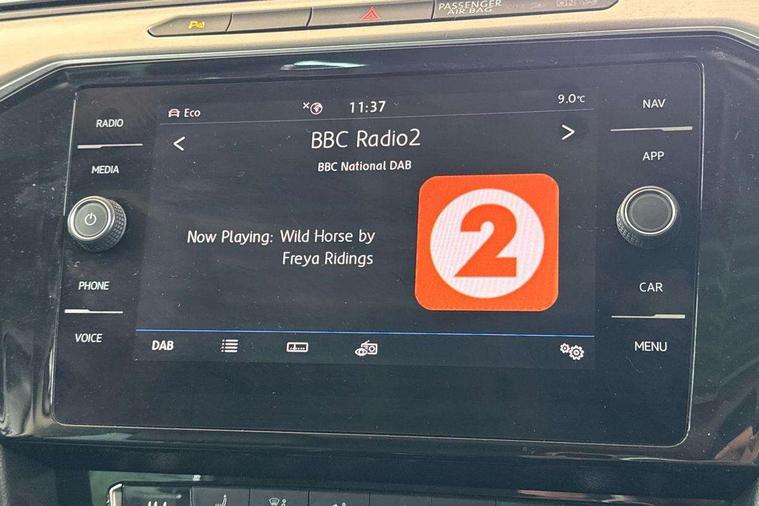 PASSENGER
AIR BAG
RADIO
MEDIA
PHONE
VOICE
Eco
11:37
9.0°C
< BBC Radio2 >
BBC National DAB
Now Playing: Wild Horse by
Freya Ridings
2
DAB
NAV
APP
CAR
MENU